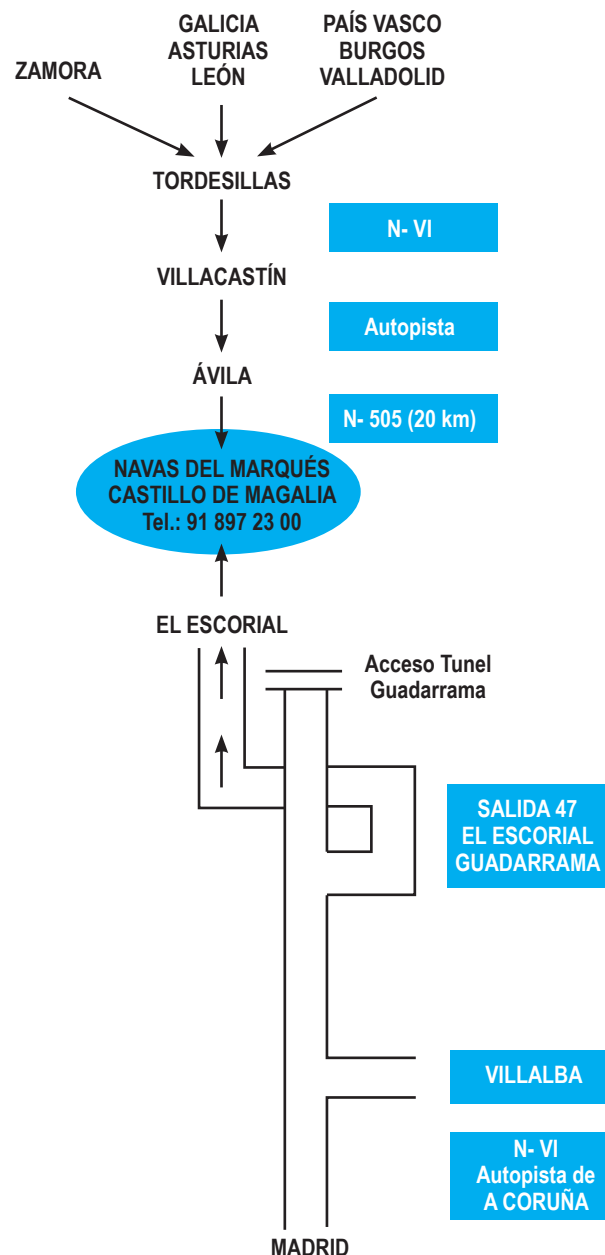 GALICIA
ASTURIAS
LEÓN
PAÍS VASCO
BURGOS
VALLADOLID
ZAMORA
TORDESILLAS
N- VI
VILLACASTÍN
Autopista
ÁVILA
N- 505 (20 km)
NAVAS DEL MARQUÉS
CASTILLO DE MAGALIA
Tel.: 91 897 23 00
EL ESCORIAL
Acceso Tunel
Guadarrama
SALIDA 47
EL ESCORIAL
GUADARRAMA
VILLALBA
N- VI
Autopista de
A CORUÑA
MADRID